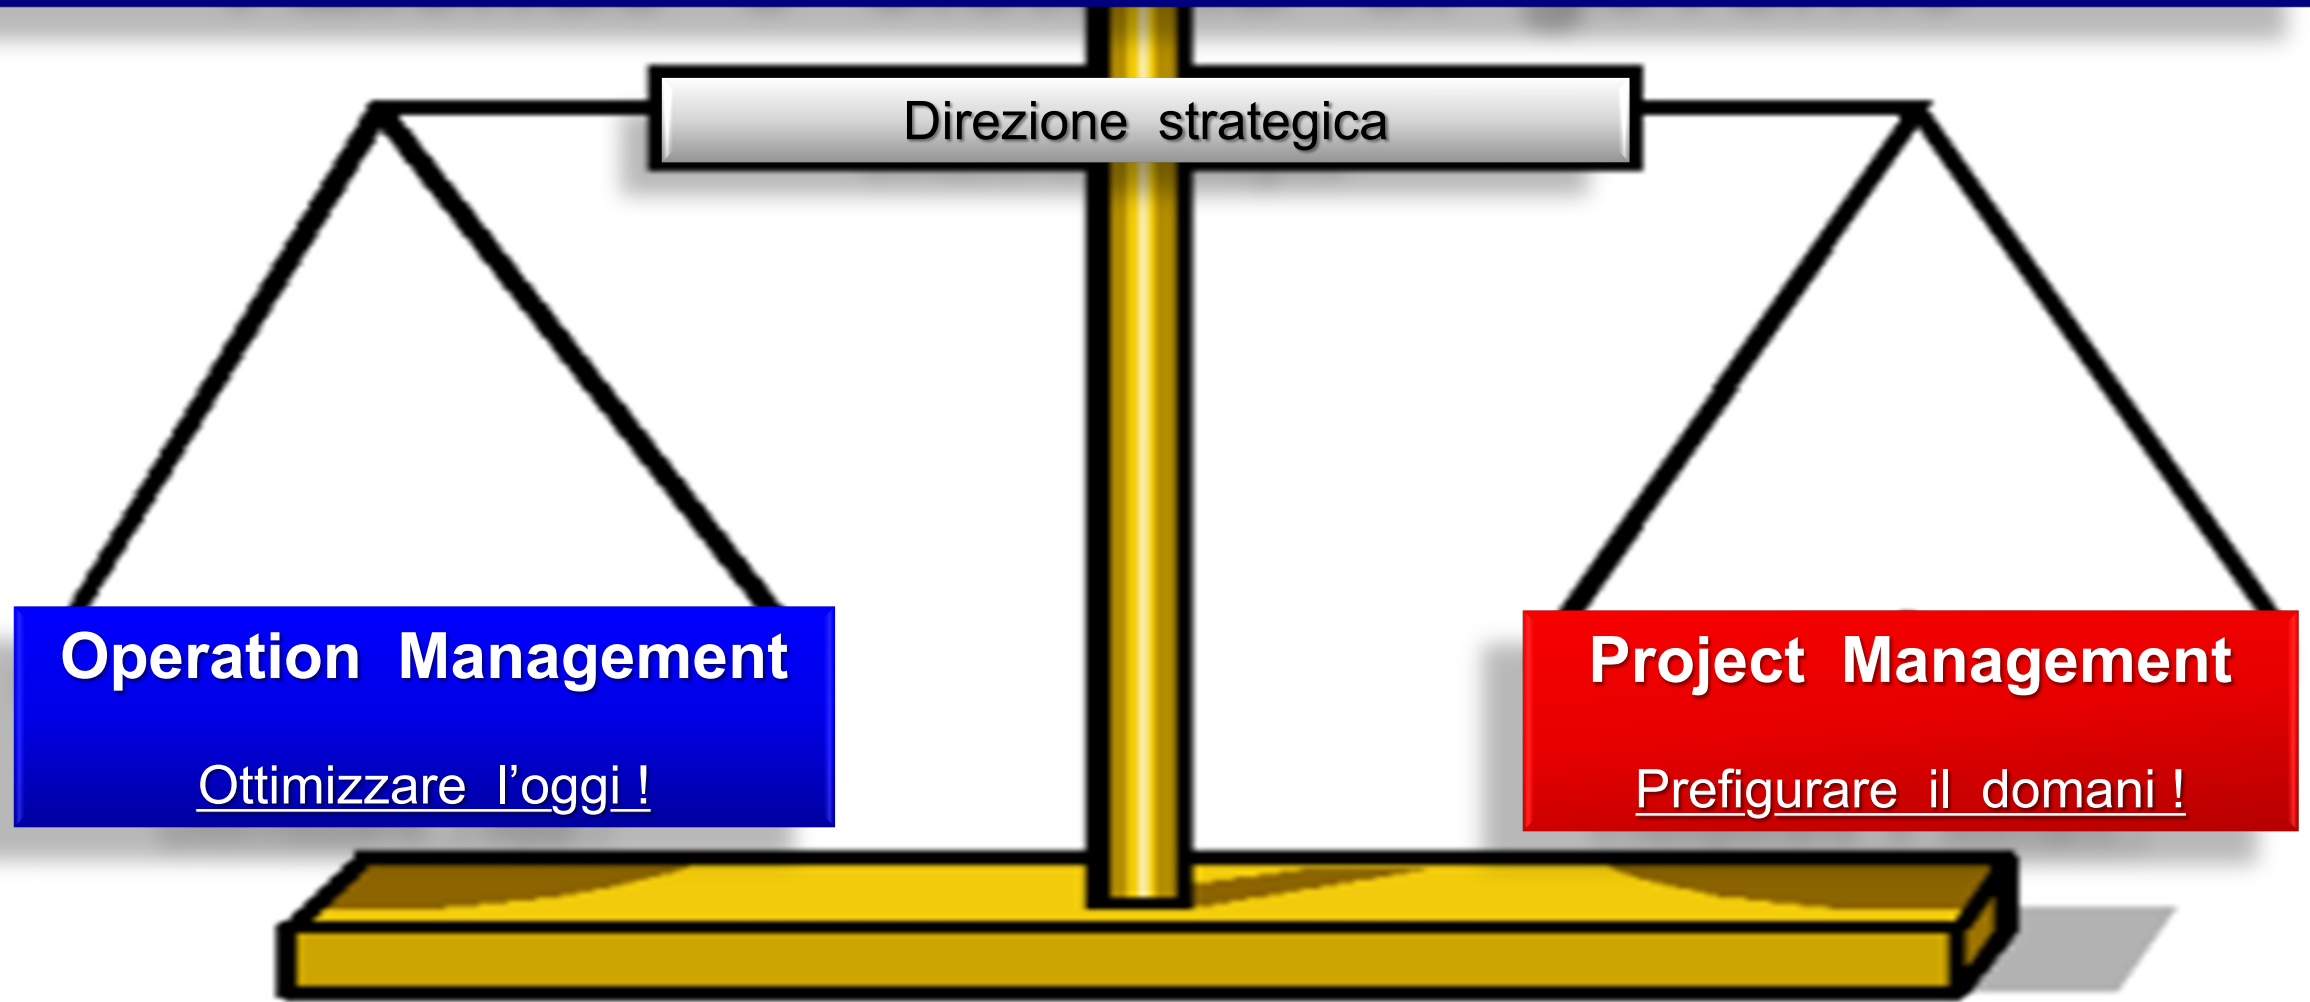 Direzione strategica
Operation Management
Ottimizzare l’oggi !
Project Management
Prefigurare il domani !